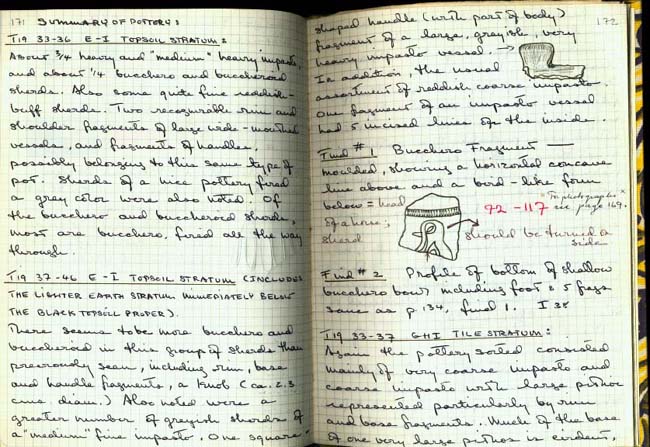 171 SUMMARY OF POTTERY:
T19 33-36 E-I TOPSOIL STRATUM:
About 3/4 heavy and "medium" heavy impasto,
and about 1/4 bucchero and buccheroid
sherds. Also some quite fine reddish-
buff sherds. Two recognizable rim and
shoulder fragments of large wide-mouthed
vessels, and fragments of handles,
possibly belonging to this same type of
pot. Sherds of a nice pottery fired
a grey color were also noted. Of
the bucchero and buccheroid sherds,
most are bucchero, fired all the way
through.
T19 37-46 E-I TOPSOIL STRATUM (INCLUDES
THE LIGHTER EARTH STRATUM IMMEDIATELY BELOW
THE BLACK TOPSOIL PROPER).
There seems to be more bucchero and
buccheroid in this group of sherds than
previously seen, including rim, base
and handle fragments, a knob (ca. 2.3
cm. diam.) Also noted were a
greater number of greyish sherds of
a "medium" fine impasto. One square-
172
shaped handle (with part of body)
fragment of a large, greyish, very
heavy impasto vessel. →
In addition, the usual
assortment of reddish coarse impasto.
One fragment of an impasto vessel
had 5 incised lines on the inside.
Find #1 Bucchero Fragment —
moulded, showing a horizontal concave
line above and a bird-like form
below = head
of a horse;
sherd
72-117
In photographs
see page 169.
should be turned a
side
Find #2 Profile of bottom of shallow
bucchero bowl including foot & 5 frags
same as p 134, find 1. I 38
T19 33-37 GHI TILE STRATUM:
Again the pottery sorted consisted
mainly of very coarse impasto and
coarse impasto with large pithoi
represented particularly by rim
and base fragments. Much of the base
of one very large pithos is evident,